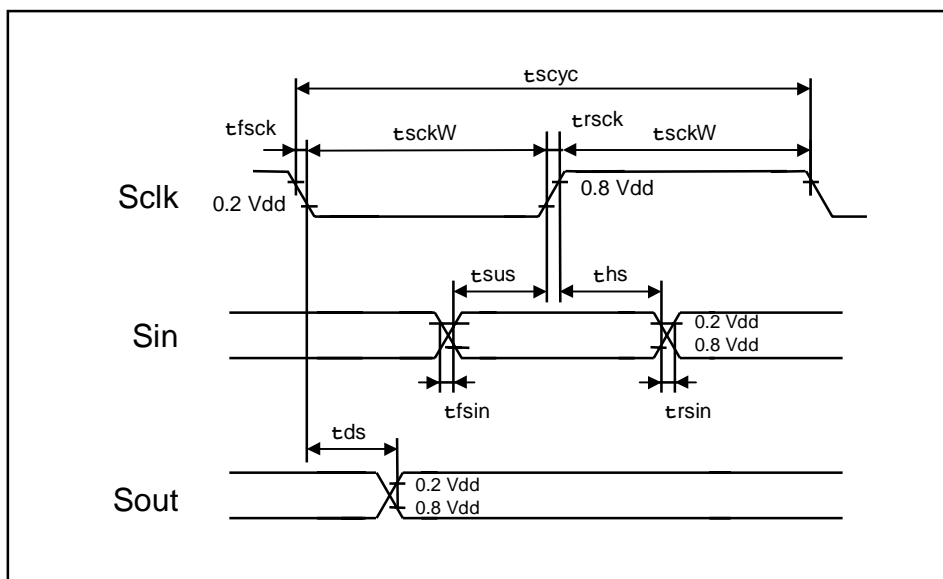 tscyc
tfsck
tsckW
trsck
tsckW
Sclk
0.2 Vdd
0.8 Vdd
tsus
ths
Sin
0.2 Vdd
0.8 Vdd
tfsin
trsin
tds
Sout
0.2 Vdd
0.8 Vdd